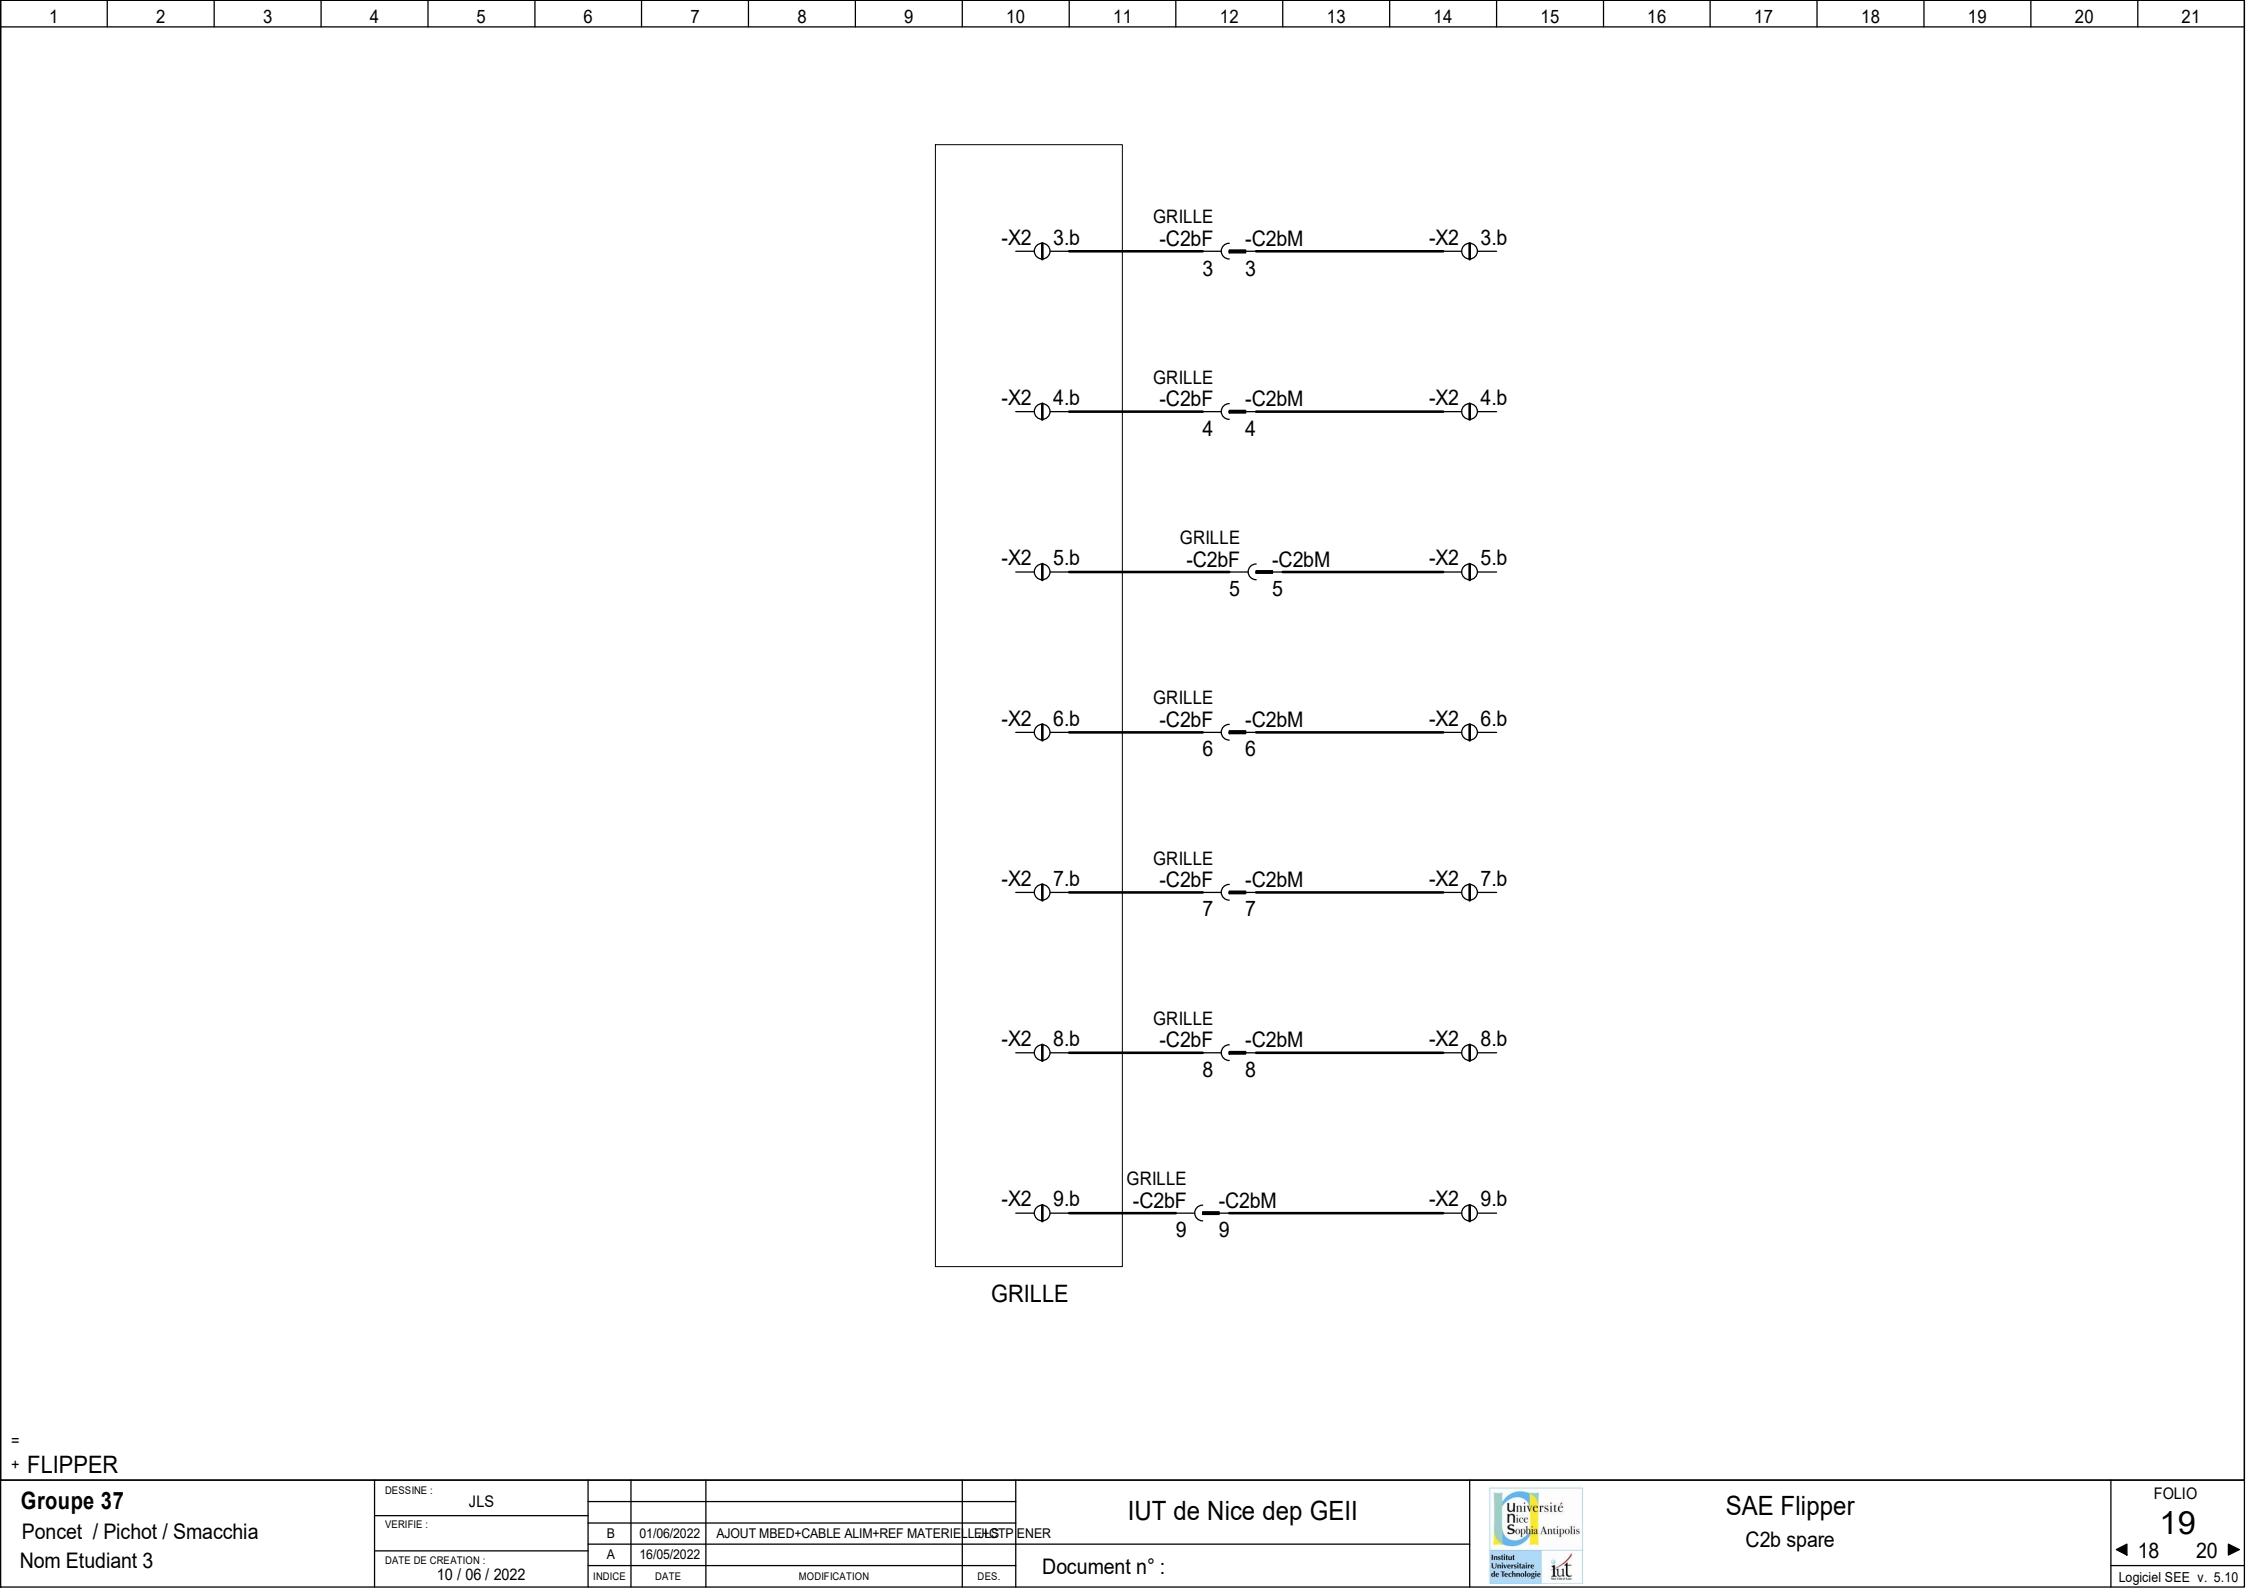 1 2 3 4 5 6 7 8 9 10 11 12 13 14 15 16 17 18 19 20 21
GRILLE
-X2 3.b -C2bF -C2bM -X2 3.b
3 3
GRILLE
-X2 4.b -C2bF -C2bM -X2 4.b
4 4
GRILLE
-X2 5.b -C2bF -C2bM -X2 5.b
5 5
GRILLE
-X2 6.b -C2bF -C2bM -X2 6.b
6 6
GRILLE
-X2 7.b -C2bF -C2bM -X2 7.b
7 7
GRILLE
-X2 8.b -C2bF -C2bM -X2 8.b
8 8
GRILLE
-X2 9.b -C2bF -C2bM -X2 9.b
9 9
GRILLE
=
+ FLIPPER
Groupe 37
Poncet / Pichot / Smacchia
Nom Etudiant 3
DESSINE :
JLS
VERIFIE :
DATE DE CREATION :
10 / 06 / 2022
B 01/06/2022 AJOUT MBED+CABLE ALIM+REF MATERIELLE
A 16/05/2022
INDICE DATE MODIFICATION DES.
IUT de Nice dep GEII
Document n° :
Université
Nice
Sophia Antipolis
Institut
Universitaire
de Technologie
iut
SAE Flipper
C2b spare
FOLIO
19
◄ 18 20 ►
Logiciel SEE v. 5.10